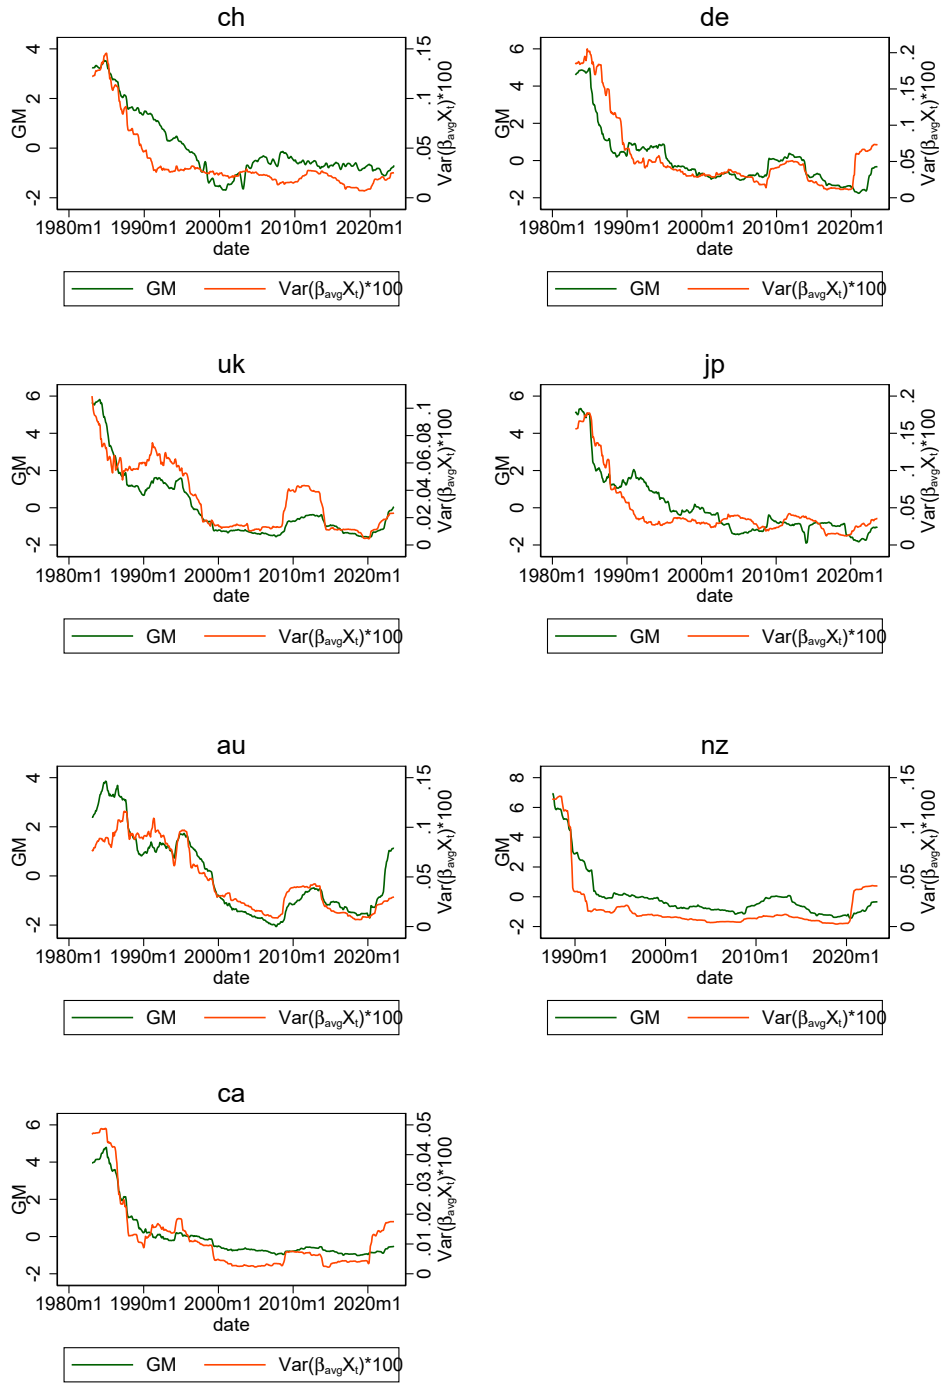 ch
4
2
0
-2
GM
.15
.1
.05
0
Var(βavgXt)*100
1980m1 1990m1 2000m1 2010m1 2020m1
date
GM Var(βavgXt)*100
de
6
4
2
0
-2
GM
.2
.15
.1
.05
0
Var(βavgXt)*100
1980m1 1990m1 2000m1 2010m1 2020m1
date
GM Var(βavgXt)*100
uk
6
4
2
0
-2
GM
.1
.08
.06
.04
.02
0
Var(βavgXt)*100
1980m1 1990m1 2000m1 2010m1 2020m1
date
GM Var(βavgXt)*100
jp
6
4
2
0
-2
GM
.2
.15
.1
.05
0
Var(βavgXt)*100
1980m1 1990m1 2000m1 2010m1 2020m1
date
GM Var(βavgXt)*100
au
4
2
0
-2
GM
.15
.1
.05
0
Var(βavgXt)*100
1980m1 1990m1 2000m1 2010m1 2020m1
date
GM Var(βavgXt)*100
nz
8
6
4
2
0
-2
GM
.15
.1
.05
0
Var(βavgXt)*100
1990m1 2000m1 2010m1 2020m1
date
GM Var(βavgXt)*100
ca
6
4
2
0
-2
GM
.05
.04
.03
.02
.01
0
Var(βavgXt)*100
1980m1 1990m1 2000m1 2010m1 2020m1
date
GM Var(βavgXt)*100